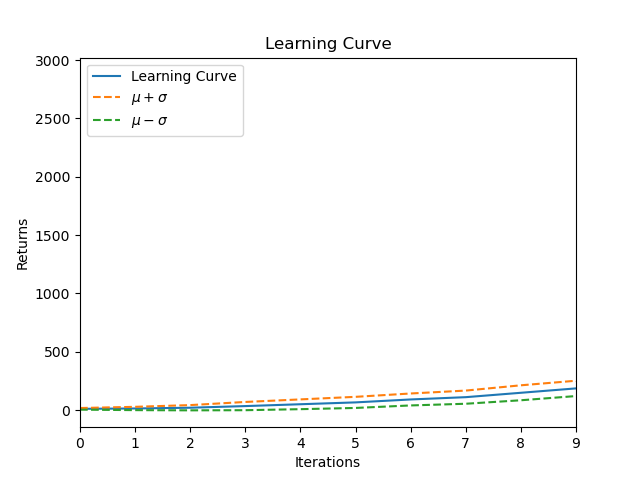 Learning Curve
Learning Curve
μ + σ
μ − σ
3000
2500
2000
1500
1000
500
0
Returns
0 1 2 3 4 5 6 7 8 9
Iterations